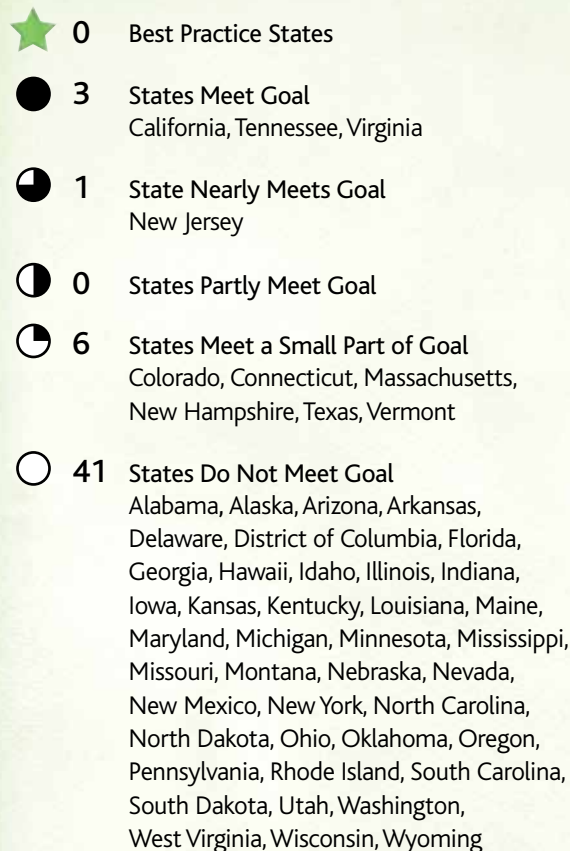 0 Best Practice States
3 States Meet Goal
California, Tennessee, Virginia
1 State Nearly Meets Goal
New Jersey
0 States Partly Meet Goal
6 States Meet a Small Part of Goal
Colorado, Connecticut, Massachusetts,
New Hampshire, Texas, Vermont
41 States Do Not Meet Goal
Alabama, Alaska, Arizona, Arkansas,
Delaware, District of Columbia, Florida,
Georgia, Hawaii, Idaho, Illinois, Indiana,
Iowa, Kansas, Kentucky, Louisiana, Maine,
Maryland, Michigan, Minnesota, Mississippi,
Missouri, Montana, Nebraska, Nevada,
New Mexico, New York, North Carolina,
North Dakota, Ohio, Oklahoma, Oregon,
Pennsylvania, Rhode Island, South Carolina,
South Dakota, Utah, Washington,
West Virginia, Wisconsin, Wyoming